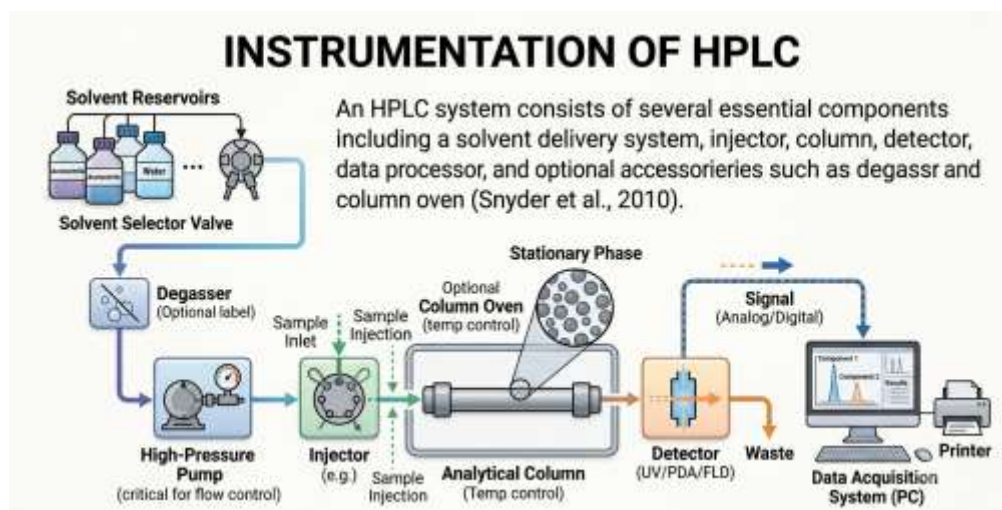 INSTRUMENTATION OF HPLC
Solvent Reservoirs
Water
...
Solvent Selector Valve
An HPLC system consists of several essential components
including a solvent delivery system, injector, column, detector,
data processor, and optional accessorieries such as degassr and
column oven (Snyder et al., 2010).
Degasser
(Optional label)
Sample
Inlet
Sample
Injection
Optional
Column Oven
(temp control)
Stationary Phase
Signal
(Analog/Digital)
High-Pressure
Pump
(critical for flow control)
Injector
(e.g.)
Sample
Injection
Analytical Column
(Temp control)
Detector
(UV/PDA/FLD)
Waste
Component 1
Component 2
Results
Data Acquisition
System (PC)
Printer